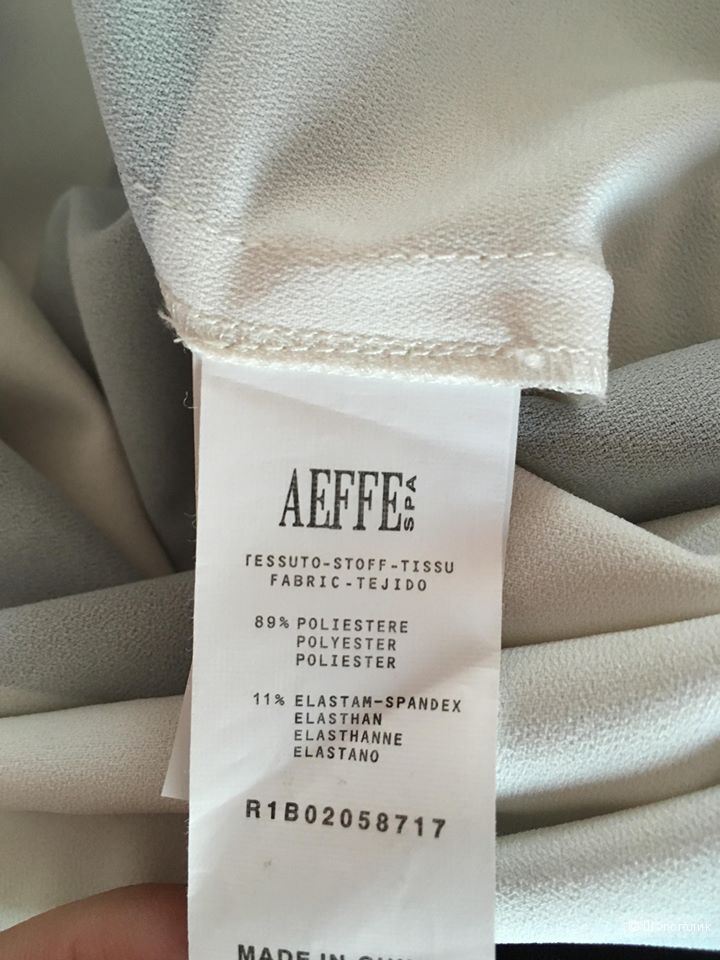 AEFFE SPA
TESSUTO-STOFF-TISSU
FABRIC-TEJIDO
89% POLIESTERE
POLYESTER
POLIESTER
11% ELASTAM-SPANDEX
ELASTHAN
ELASTHANNE
ELASTANO
R1B02058717
MADE IN